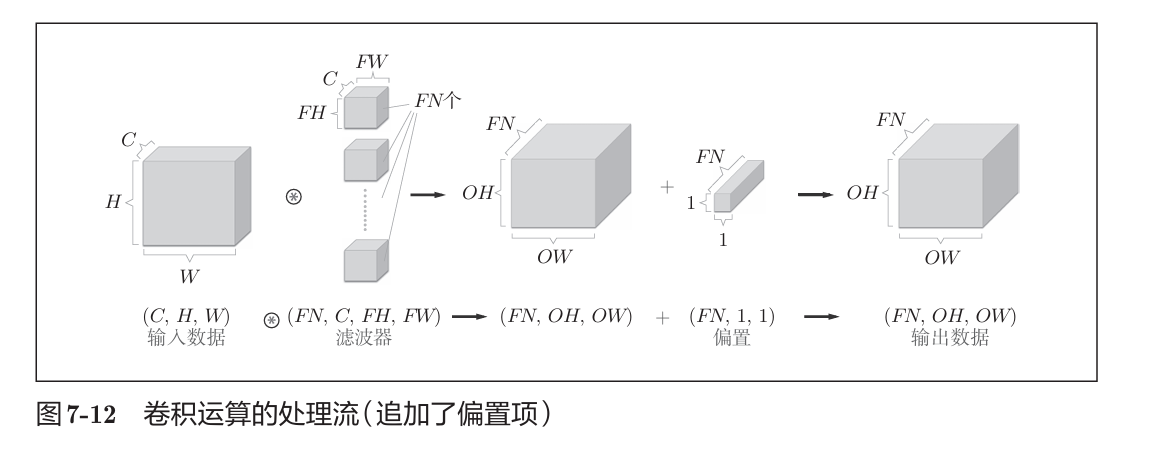 FW
C
FH
FN个
C
H
W
⊛
FN
OH
OW
+
FN
1
1
FN
OH
OW
(C, H, W) ⊛ (FN, C, FH, FW) → (FN, OH, OW) + (FN, 1, 1) → (FN, OH, OW)
输入数据 滤波器 偏置 输出数据
图7-12 卷积运算的处理流(追加了偏置项)